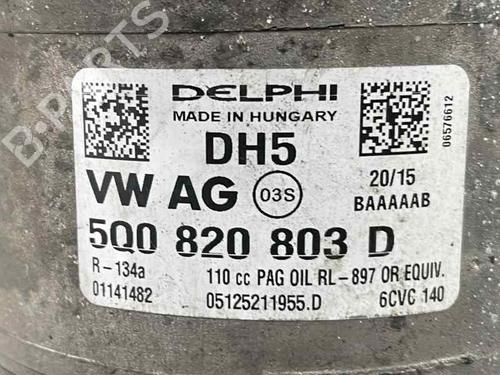 DELPHI
MADE IN HUNGARY
06576612
DH5
VW AG 03S
20/15
BAAAAAB
5Q0 820 803 D
R-134a 110 cc PAG OIL RL-897 OR EQUIV.
01141482 05125211955.D 6CVC 140
B-PARTS